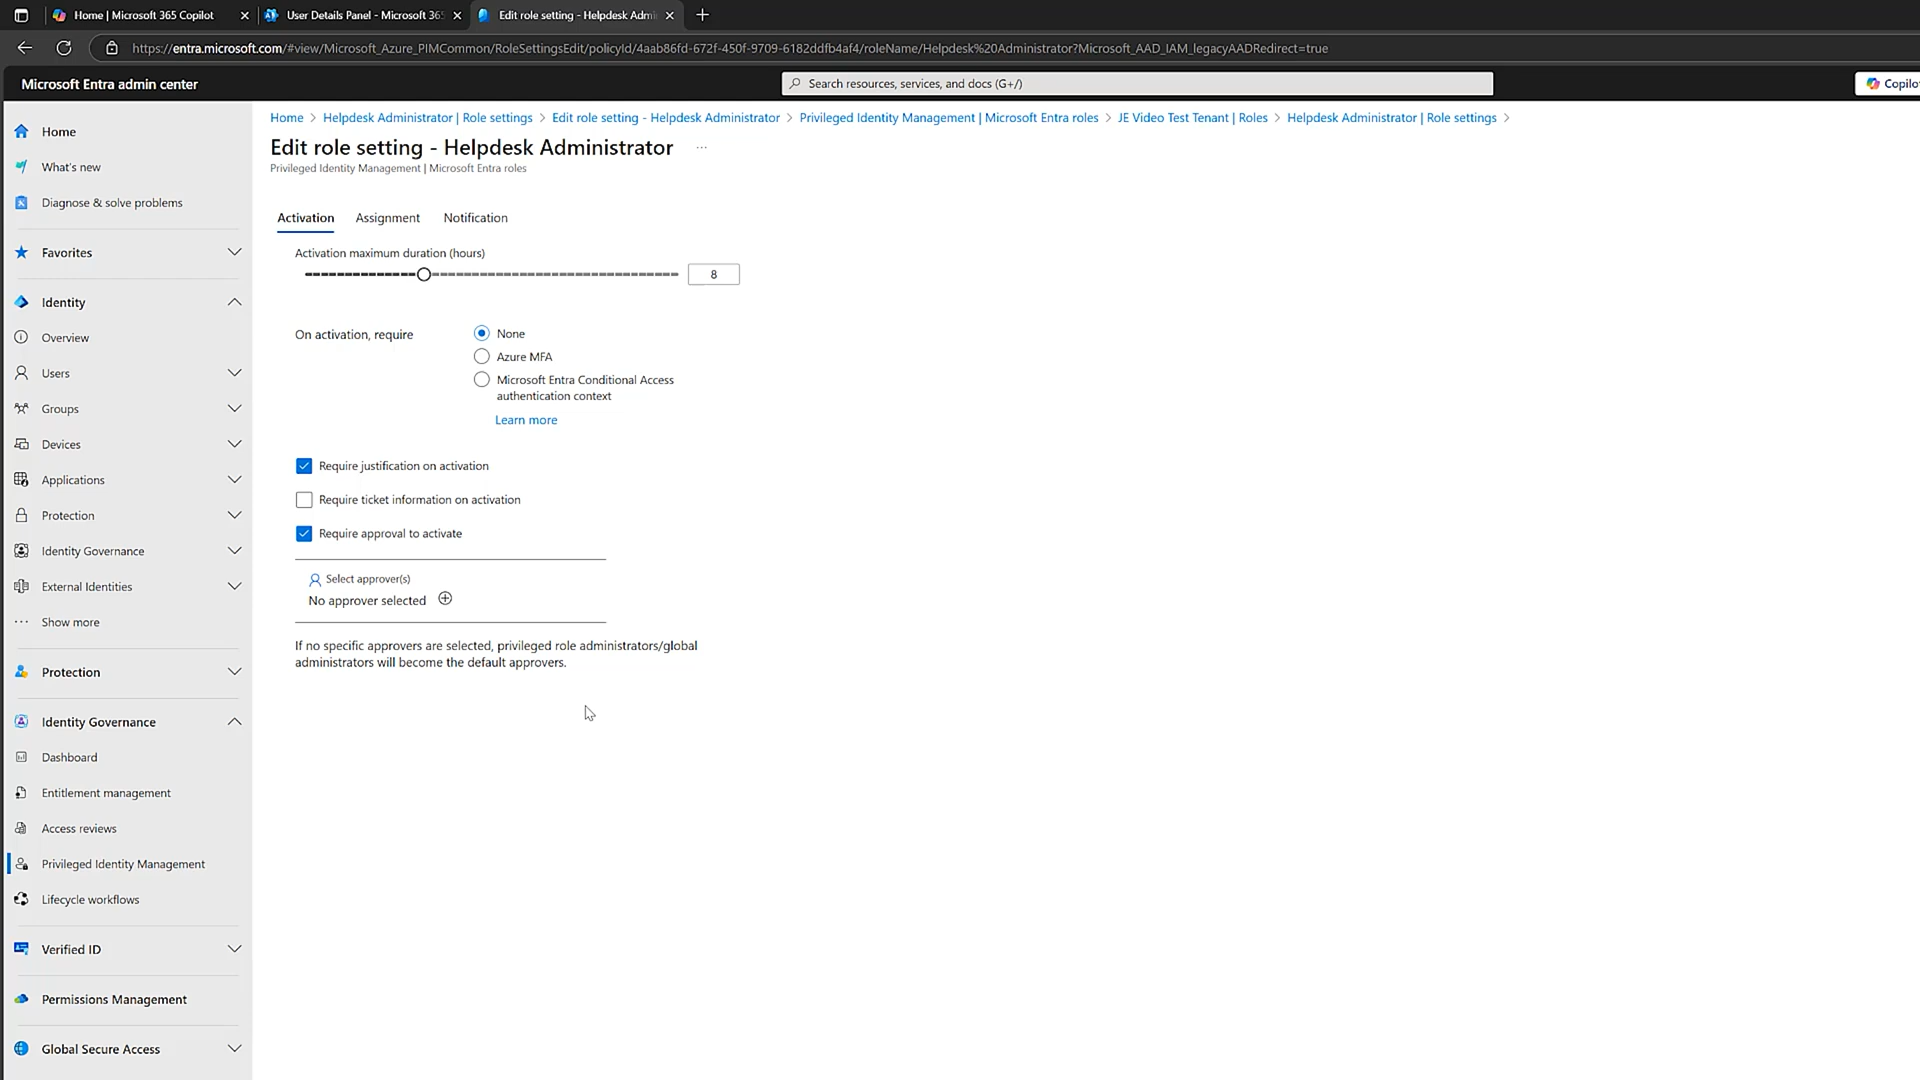 Home | Microsoft 365 Copilot
User Details Panel - Microsoft 365
Edit role setting - Helpdesk Admi
https://entra.microsoft.com/#view/Microsoft_Azure_PIMCommon/RoleSettingsEdit/policyId/4aab86fd-672f-450f-9709-6182ddfb4af4/roleName/Helpdesk%20Administrator?Microsoft_AAD_IAM_legacyAADRedirect=true
Microsoft Entra admin center
Search resources, services, and docs (G+/)
Copilo
Home
What's new
Diagnose & solve problems
Favorites
Identity
Overview
Users
Groups
Devices
Applications
Protection
Identity Governance
External Identities
Show more
Protection
Identity Governance
Dashboard
Entitlement management
Access reviews
Privileged Identity Management
Lifecycle workflows
Verified ID
Permissions Management
Global Secure Access
Home > Helpdesk Administrator | Role settings > Edit role setting - Helpdesk Administrator > Privileged Identity Management | Microsoft Entra roles > JE Video Test Tenant | Roles > Helpdesk Administrator | Role settings >
Edit role setting - Helpdesk Administrator ...
Privileged Identity Management | Microsoft Entra roles
Activation Assignment Notification
Activation maximum duration (hours)
8
On activation, require
None
Azure MFA
Microsoft Entra Conditional Access
authentication context
Learn more
Require justification on activation
Require ticket information on activation
Require approval to activate
Select approver(s)
No approver selected
If no specific approvers are selected, privileged role administrators/global
administrators will become the default approvers.